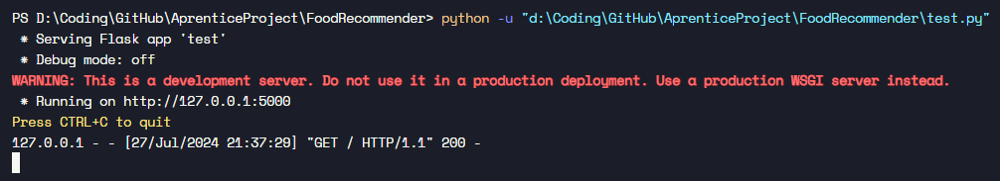 PS D:\Coding\GitHub\AprenticeProject\FoodRecommender> python -u "d:\Coding\GitHub\AprenticeProject\FoodRecommender\test.py"
* Serving Flask app 'test'
* Debug mode: off
WARNING: This is a development server. Do not use it in a production deployment. Use a production WSGI server instead.
* Running on http://127.0.0.1:5000
Press CTRL+C to quit
127.0.0.1 - - [27/Jul/2024 21:37:29] "GET / HTTP/1.1" 200 -